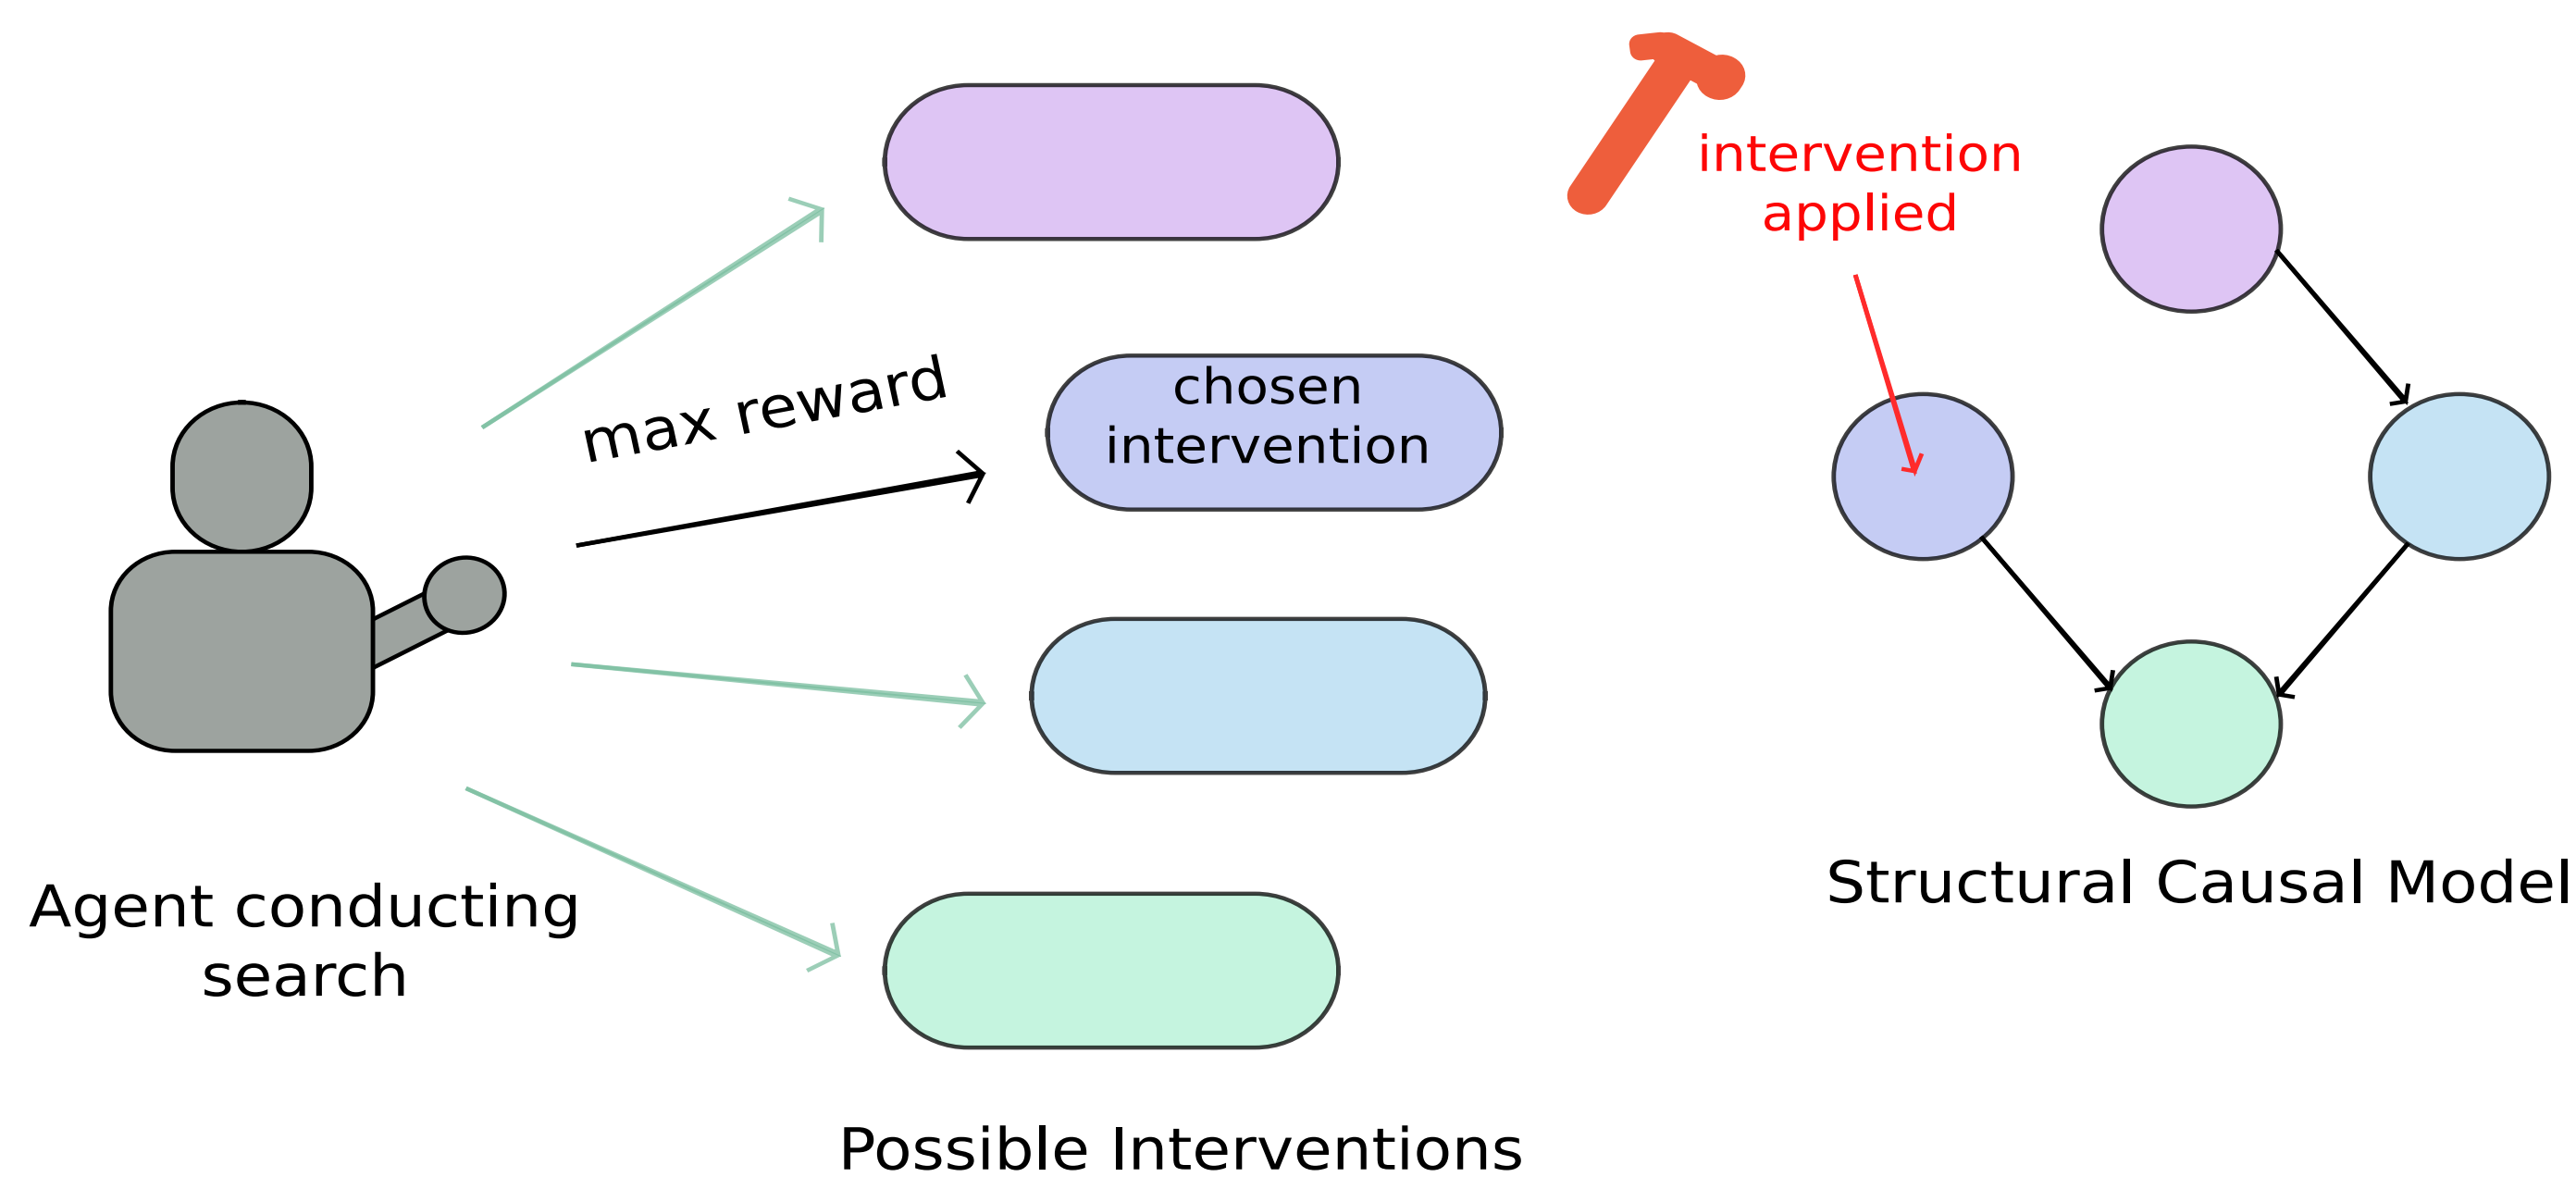 intervention
applied
max reward
chosen
intervention
Agent conducting
search
Structural Causal Model
Possible Interventions